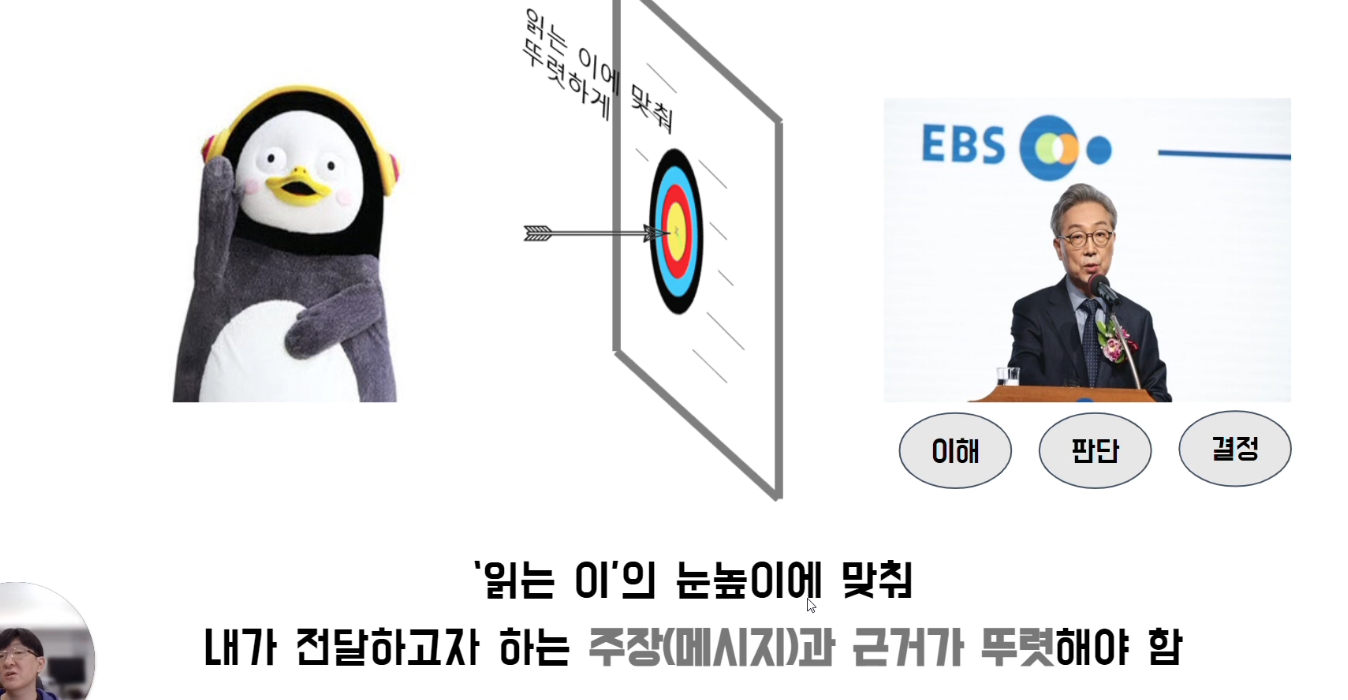 읽는 이에 맞춰
뚜렷하게
EBS
이해
판단
결정
‘읽는 이’의 눈높이에 맞춰
내가 전달하고자 하는 주장(메시지)과 근거가 뚜렷해야 함